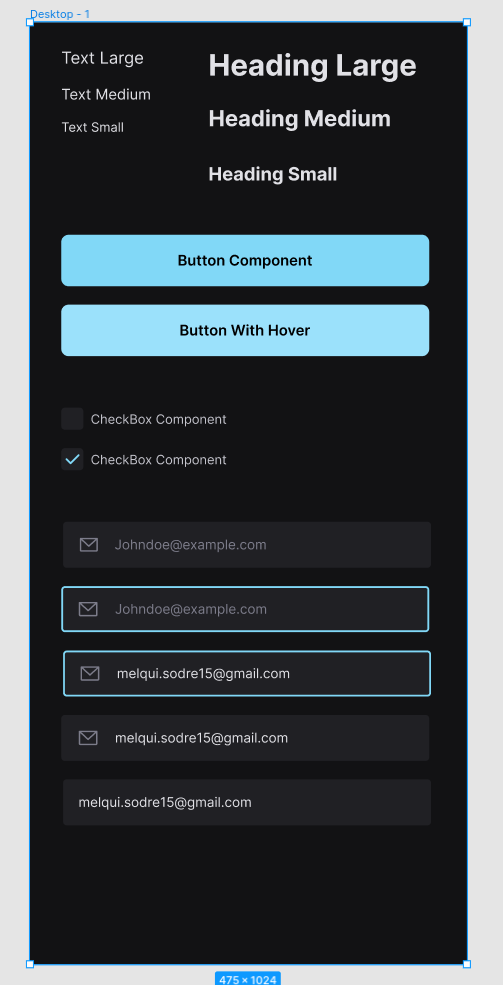 Desktop - 1
Text Large
Text Medium
Text Small
Heading Large
Heading Medium
Heading Small
Button Component
Button With Hover
CheckBox Component
CheckBox Component
Johndoe@example.com
Johndoe@example.com
melqui.sodre15@gmail.com
melqui.sodre15@gmail.com
melqui.sodre15@gmail.com
475 × 1024